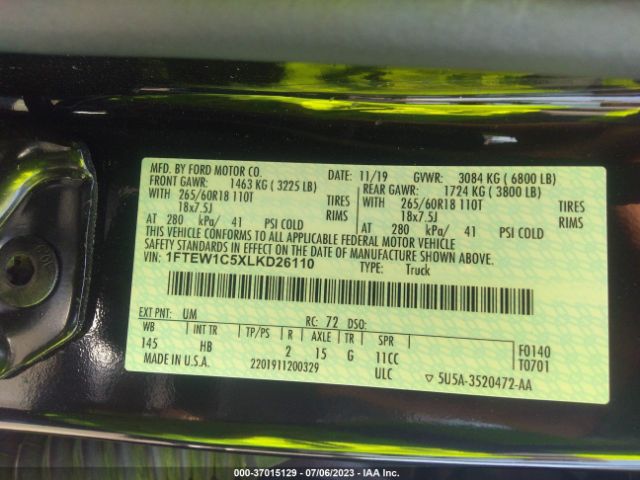 MFD. BY FORD MOTOR CO. DATE: 11/19 GVWR: 3084 KG ( 6800 LB)
FRONT GAWR: 1463 KG ( 3225 LB) REAR GAWR: 1724 KG ( 3800 LB)
WITH 265/60R18 110T TIRES WITH 265/60R18 110T TIRES
18x7.5J RIMS 18x7.5J RIMS
AT 280 kPa/ 41 PSI COLD AT 280 kPa/ 41 PSI COLD
THIS VEHICLE CONFORMS TO ALL APPLICABLE FEDERAL MOTOR VEHICLE
SAFETY STANDARDS IN EFFECT ON THE DATE OF MANUFACTURE SHOWN ABOVE.
VIN: 1FTEW1C5XLKD26110 TYPE: Truck
EXT PNT: UM RC: 72 DSO:
WB INT TR TP/PS R AXLE TR SPR F0140
145 HB 2 15 G 11CC T0701
MADE IN U.S.A. 2201911200329 ULC ▽ 5U5A-3520472-AA
000-37015129 - 07/06/2023 - IAA Inc.